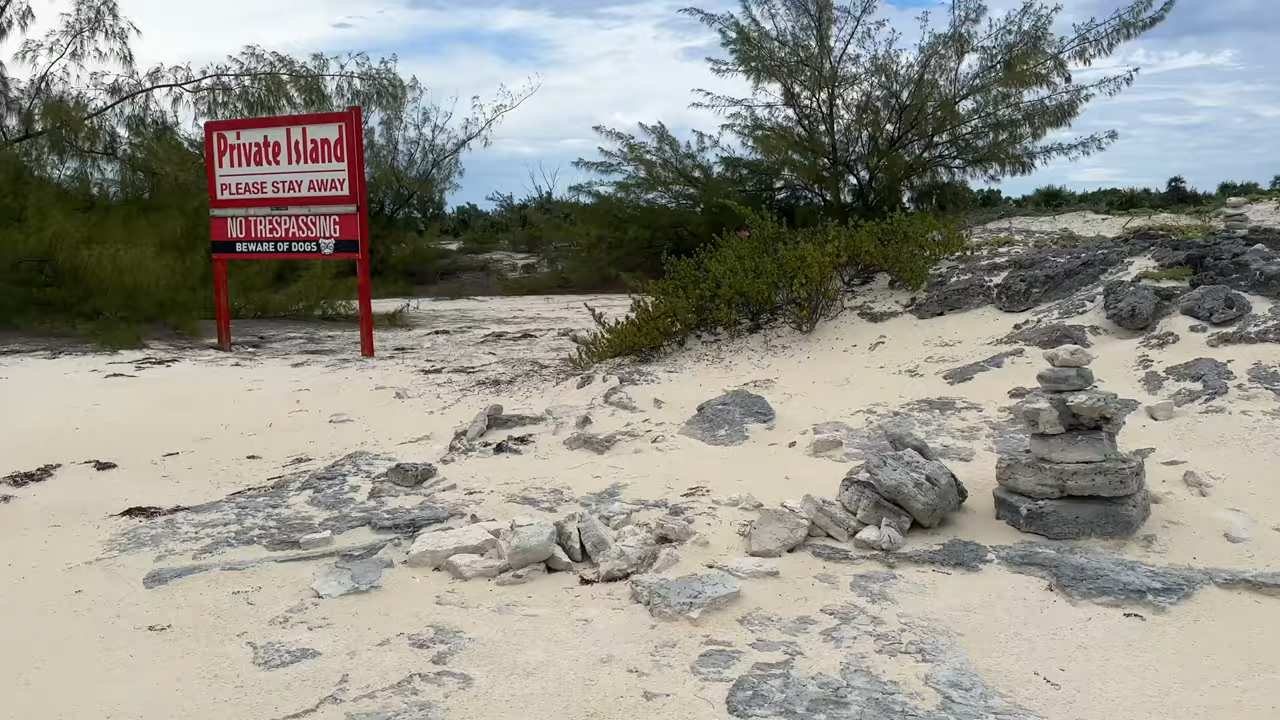 Private Island
PLEASE STAY AWAY
NO TRESPASSING
BEWARE OF DOGS